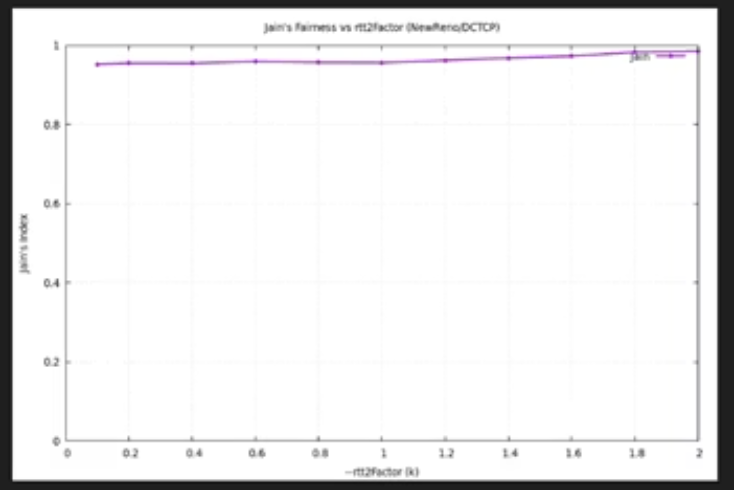 Jain's Fairness vs rtt2Factor (NewReno/DCTCP)
1
Jain
0.8
0.6
0.4
0.2
0
Jain's Index
0 0.2 0.4 0.6 0.8 1 1.2 1.4 1.6 1.8 2
--rtt2Factor (k)